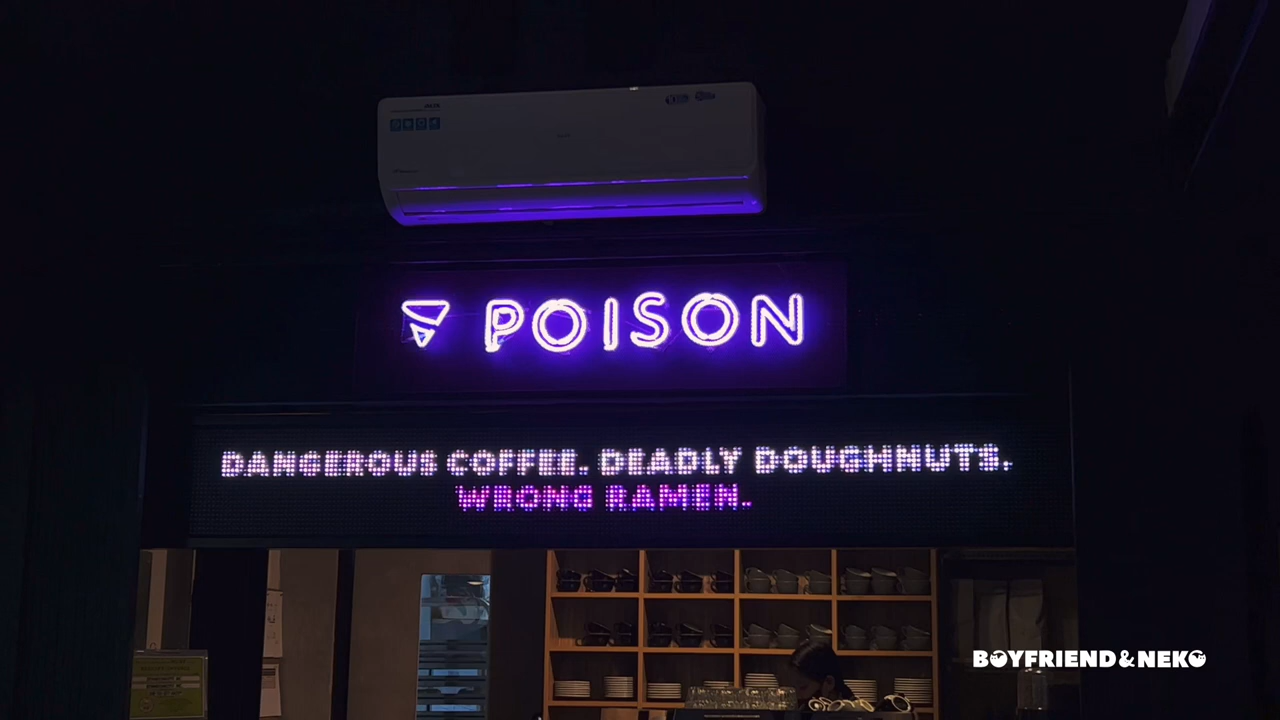 POISON
DANGEROUS COFFEE. DEADLY DOUGHNUTS.
WRONG RAMEN.
BOYFRIEND&NEKO